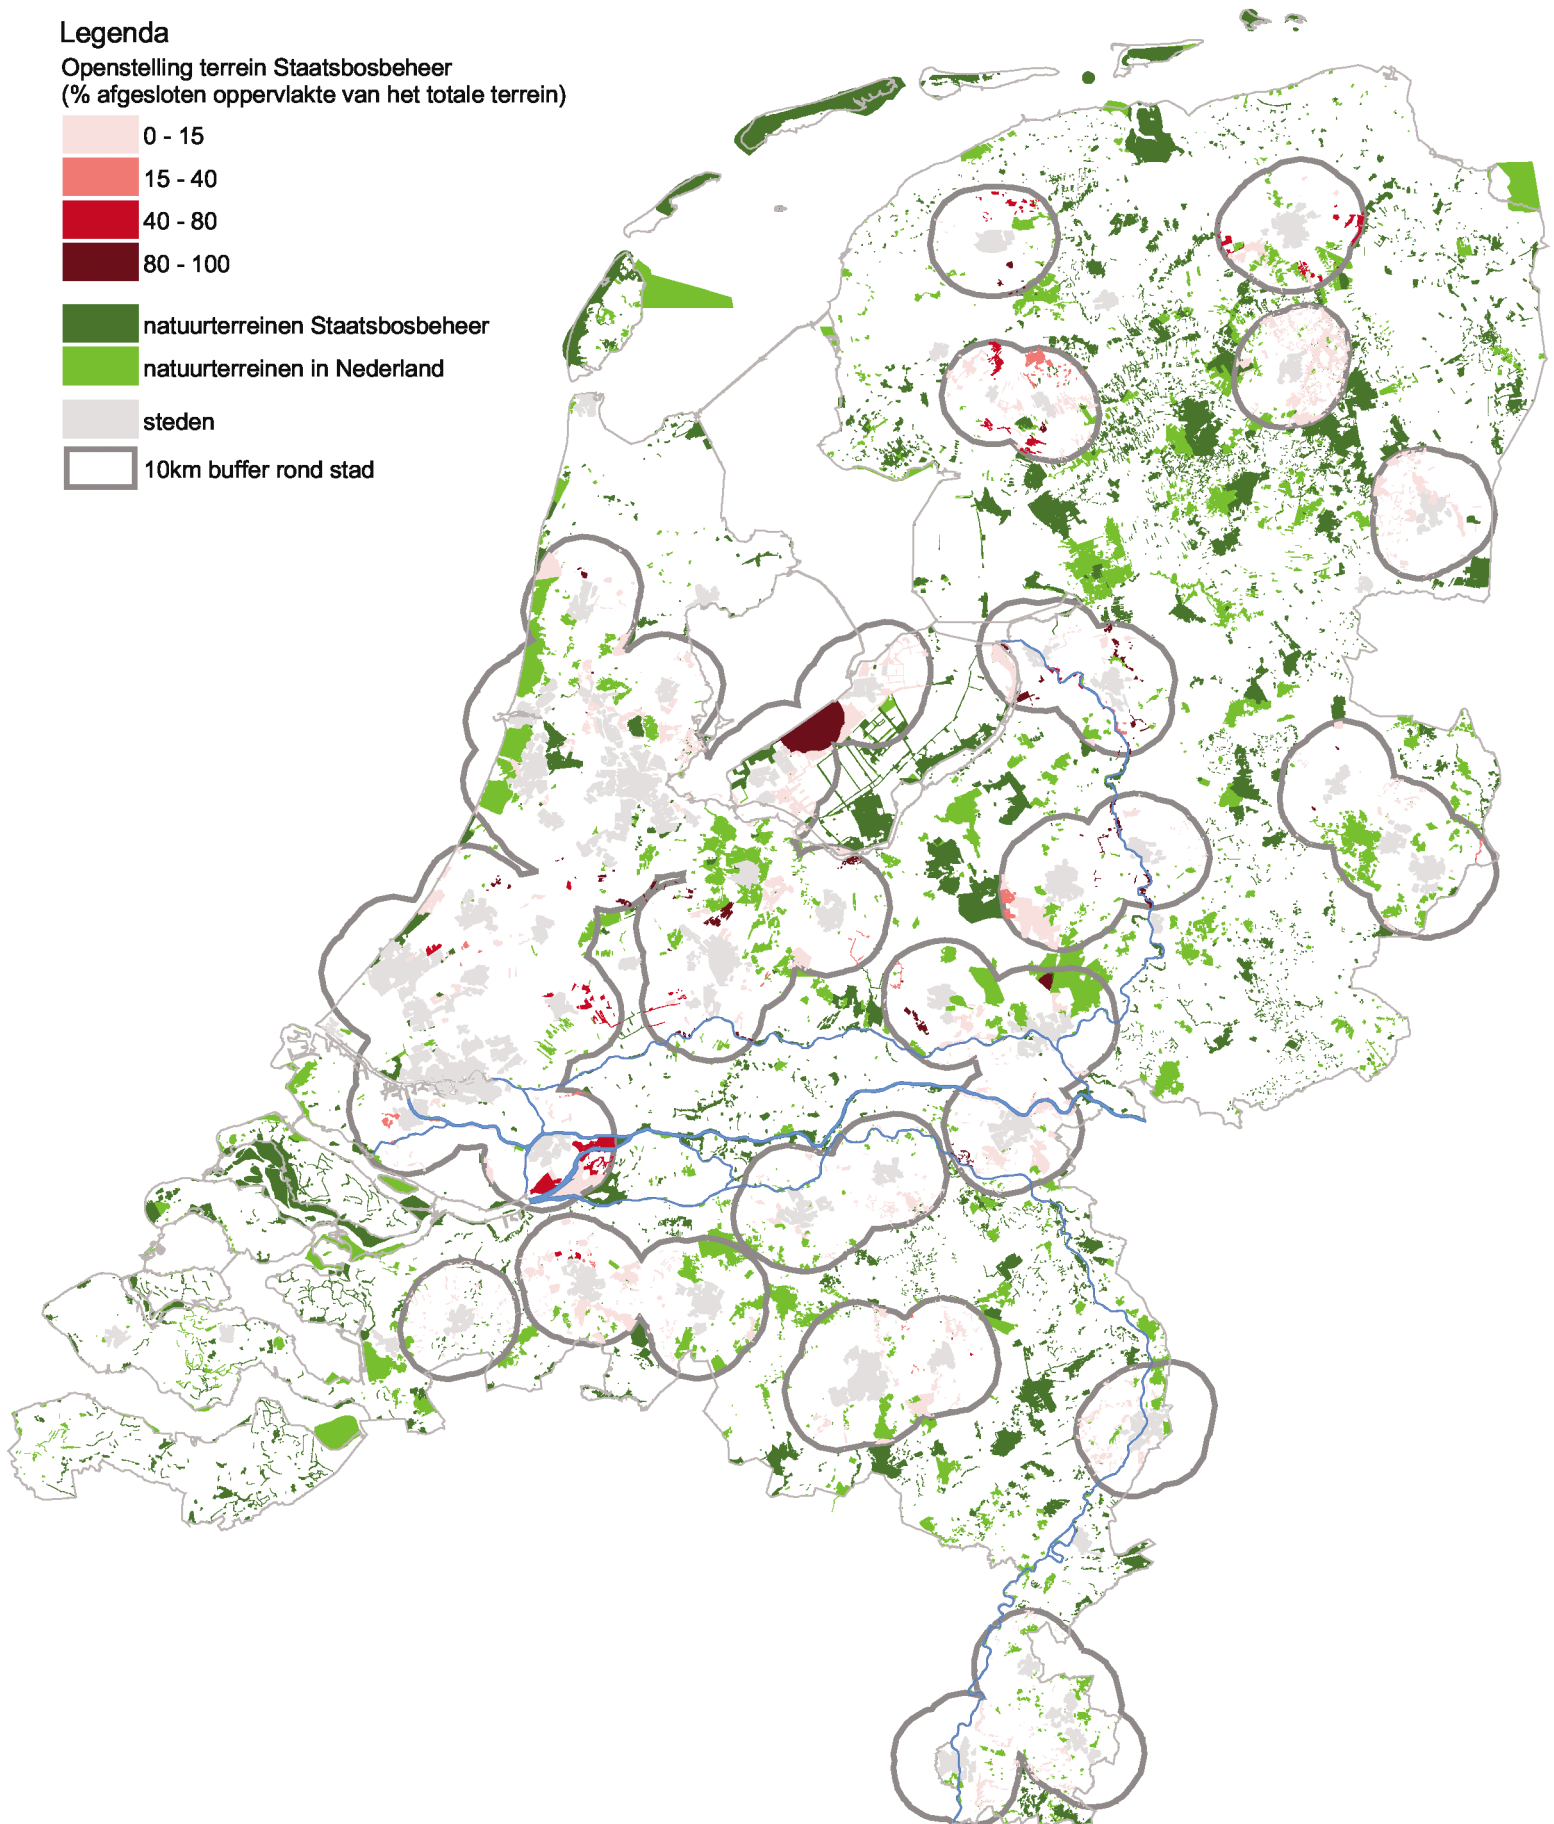 Legenda
Openstelling terrein Staatsbosbeheer
(% afgesloten oppervlakte van het totale terrein)
0 - 15
15 - 40
40 - 80
80 - 100
natuurterreinen Staatsbosbeheer
natuurterreinen in Nederland
steden
10km buffer rond stad